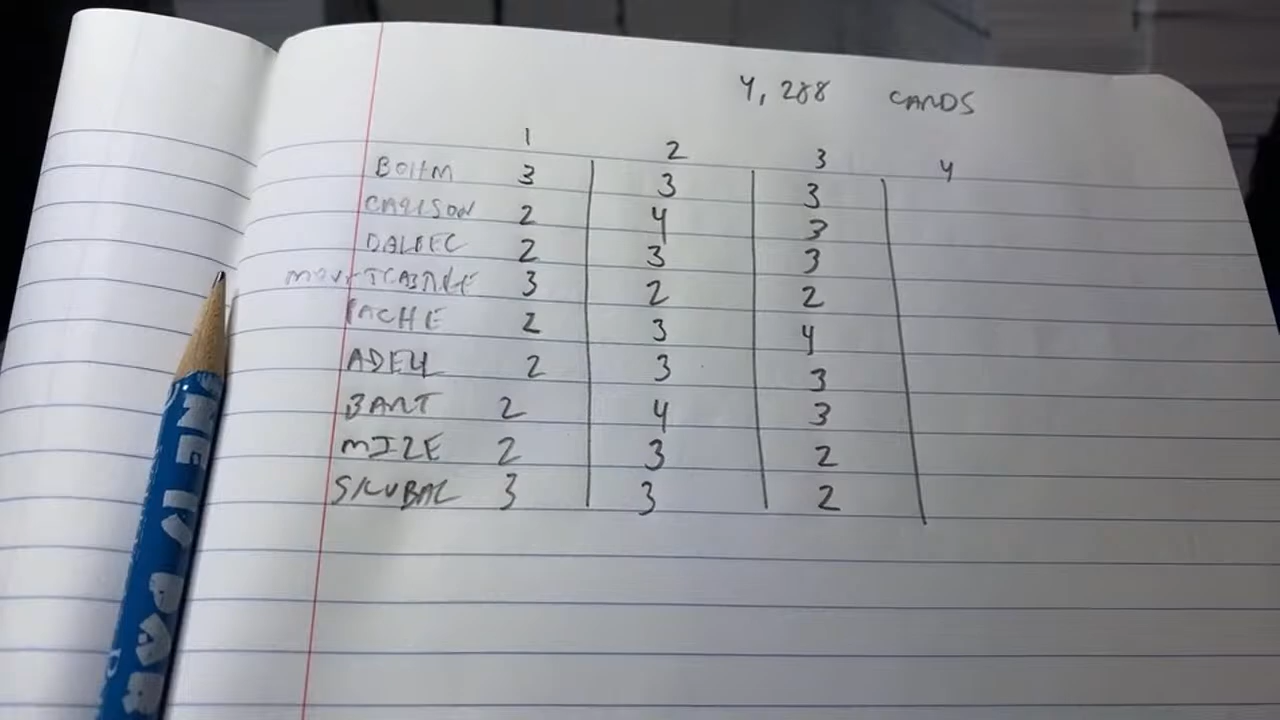 4,288 CARDS
1 2 3 4
BOHM 3 3 3
CARLSON 2 4 3
DALBEC 2 3 3
MOUNTCASTLE 3 2 2
PACHE 2 3 4
ADELL 2 3 3
BART 2 4 3
MIZE 2 3 2
SKUBAL 3 3 2